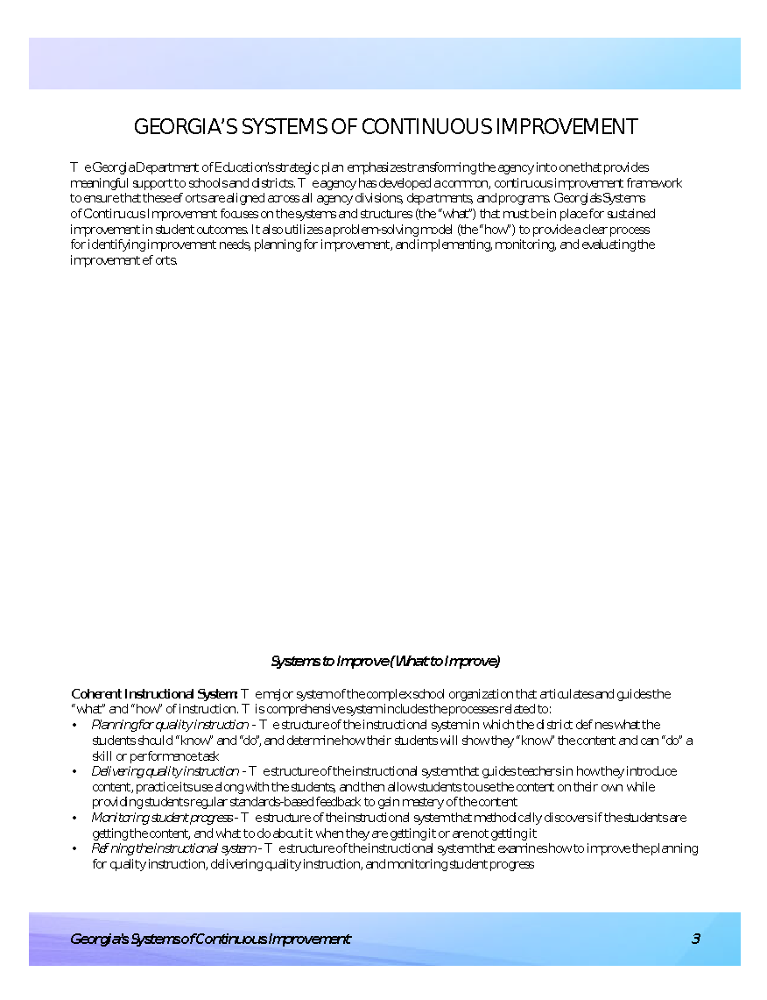 GEORGIA’S SYSTEMS OF CONTINUOUS IMPROVEMENT
T e Georgia Department of Education’s strategic plan emphasizes transforming the agency into one that provides
meaningful support to schools and districts. T e agency has developed a common, continuous improvement framework
to ensure that these ef orts are aligned across all agency divisions, departments, and programs. Georgia’s Systems
of Continuous Improvement focuses on the systems and structures (the “what”) that must be in place for sustained
improvement in student outcomes. It also utilizes a problem-solving model (the “how”) to provide a clear process
for identifying improvement needs, planning for improvement, and implementing, monitoring, and evaluating the
improvement ef orts.
Systems to Improve (What to Improve)
Coherent Instructional System: T e major system of the complex school organization that articulates and guides the
“what” and “how” of instruction. T is comprehensive system includes the processes related to:
• Planning for quality instruction - T e structure of the instructional system in which the district def nes what the
students should “know” and “do”, and determine how their students will show they “know” the content and can “do” a
skill or performance task
• Delivering quality instruction - T e structure of the instructional system that guides teachers in how they introduce
content, practice its use along with the students, and then allow students to use the content on their own while
providing students regular standards-based feedback to gain mastery of the content
• Monitoring student progress - T e structure of the instructional system that methodically discovers if the students are
getting the content, and what to do about it when they are getting it or are not getting it
• Ref ning the instructional system - T e structure of the instructional system that examines how to improve the planning
for quality instruction, delivering quality instruction, and monitoring student progress
Georgia’s Systems of Continuous Improvement 3